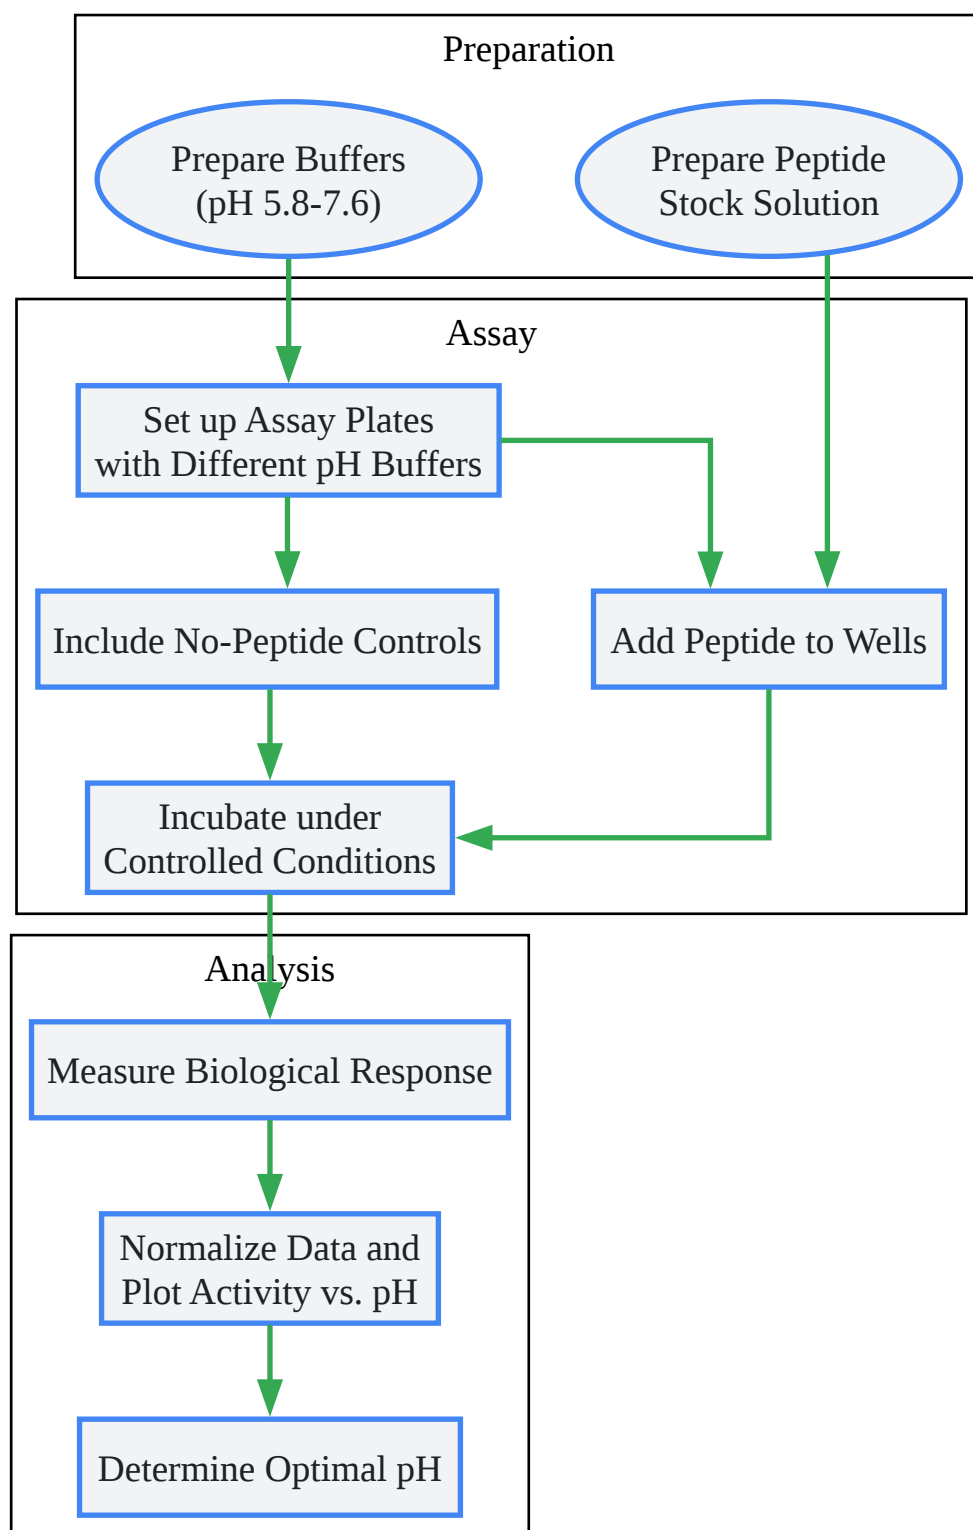 Preparation
Prepare Buffers
(pH 5.8-7.6)
Prepare Peptide
Stock Solution
Assay
Set up Assay Plates
with Different pH Buffers
Include No-Peptide Controls
Add Peptide to Wells
Incubate under
Controlled Conditions
Analysis
Measure Biological Response
Normalize Data and
Plot Activity vs. pH
Determine Optimal pH